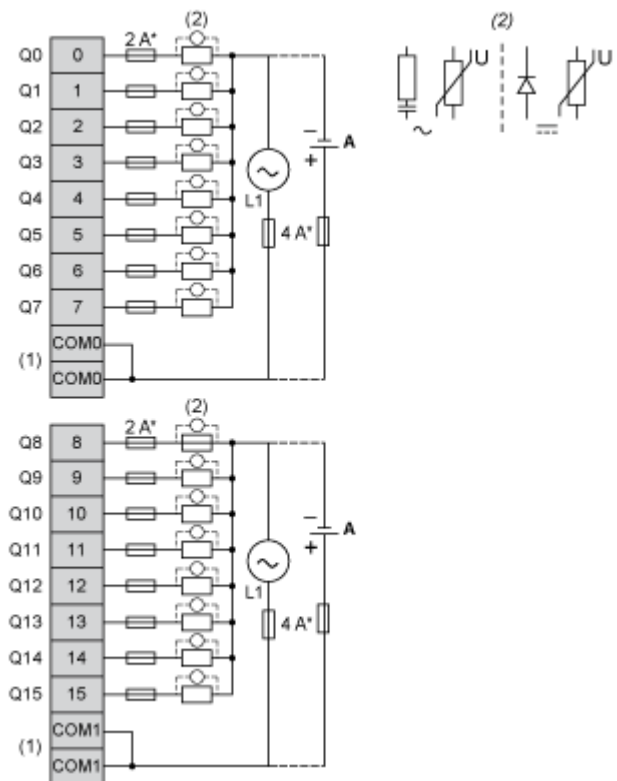 (2)
2 A*
Q0 0
Q1 1
Q2 2
Q3 3
Q4 4
Q5 5
Q6 6
Q7 7
COM0
(1)
COM0
L1
4 A*
–
+
A
(2)
U
U
~
(2)
2 A*
Q8 8
Q9 9
Q10 10
Q11 11
Q12 12
Q13 13
Q14 14
Q15 15
COM1
(1)
COM1
L1
4 A*
–
+
A